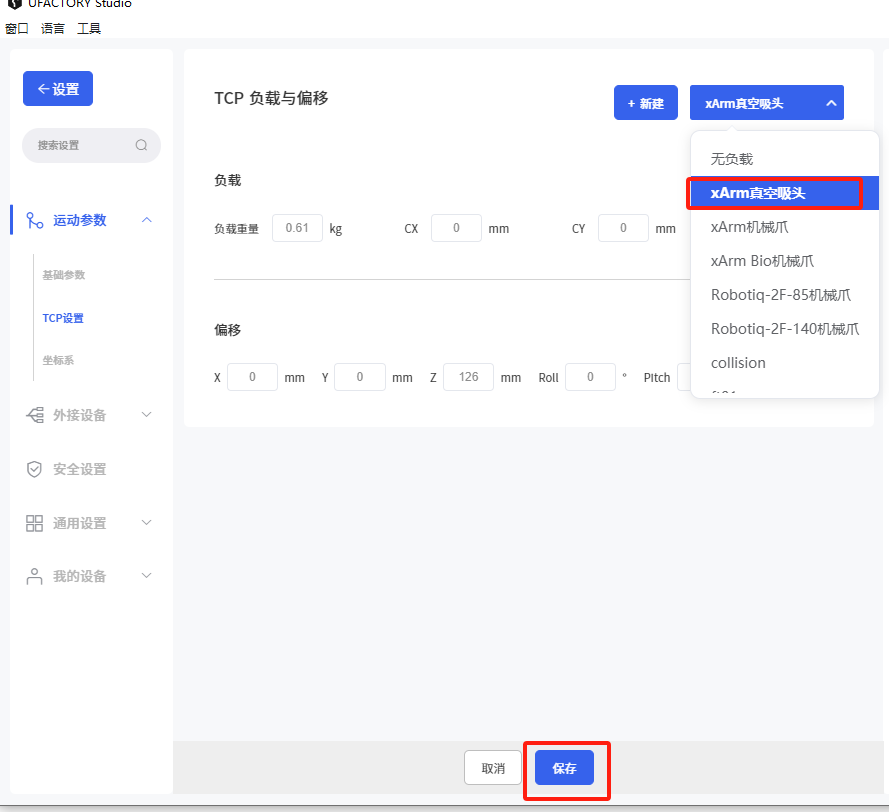 UFACTORY Studio
窗口 语言 工具
设置
搜索设置
运动参数
基础参数
TCP设置
坐标系
外接设备
安全设置
通用设置
我的设备
TCP 负载与偏移
+ 新建
xArm真空吸头
无负载
xArm真空吸头
xArm机械爪
xArm Bio机械爪
Robotiq-2F-85机械爪
Robotiq-2F-140机械爪
collision
负载
负载重量 0.61 kg CX 0 mm CY 0 mm
偏移
X 0 mm Y 0 mm Z 126 mm Roll 0 ° PItch
取消
保存